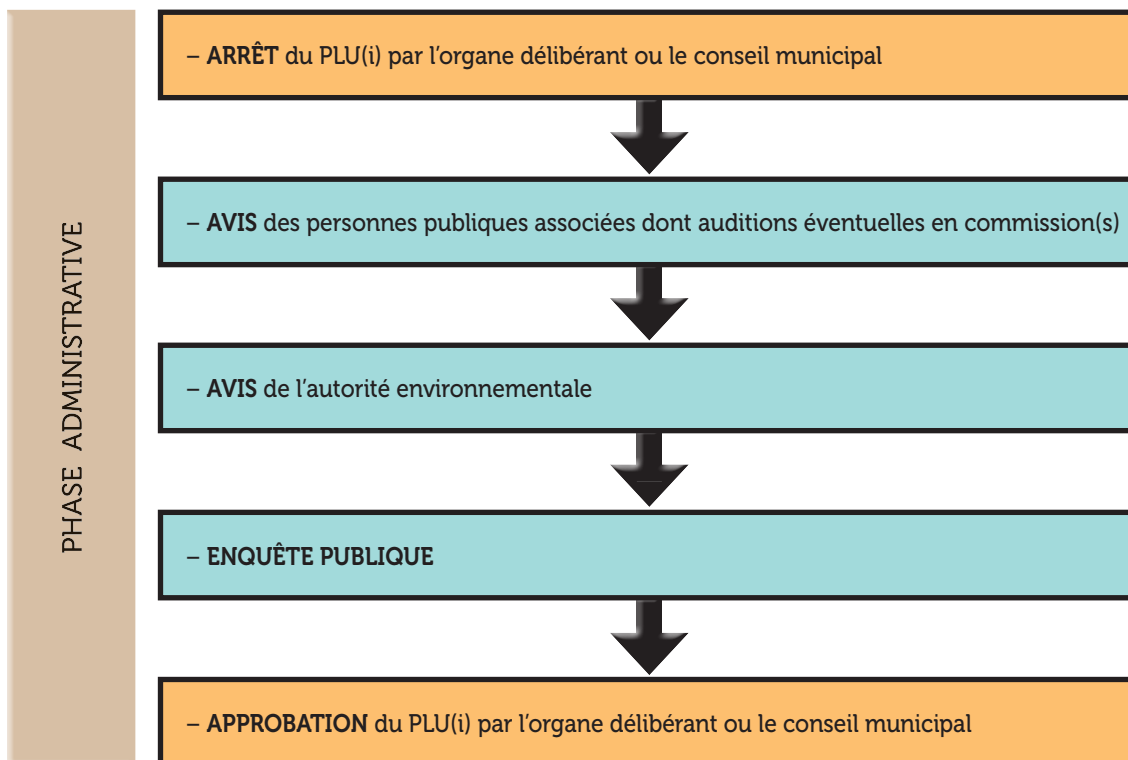 PHASE ADMINISTRATIVE
– ARRÊT du PLU(i) par l’organe délibérant ou le conseil municipal
– AVIS des personnes publiques associées dont auditions éventuelles en commission(s)
– AVIS de l’autorité environnementale
– ENQUÊTE PUBLIQUE
– APPROBATION du PLU(i) par l’organe délibérant ou le conseil municipal